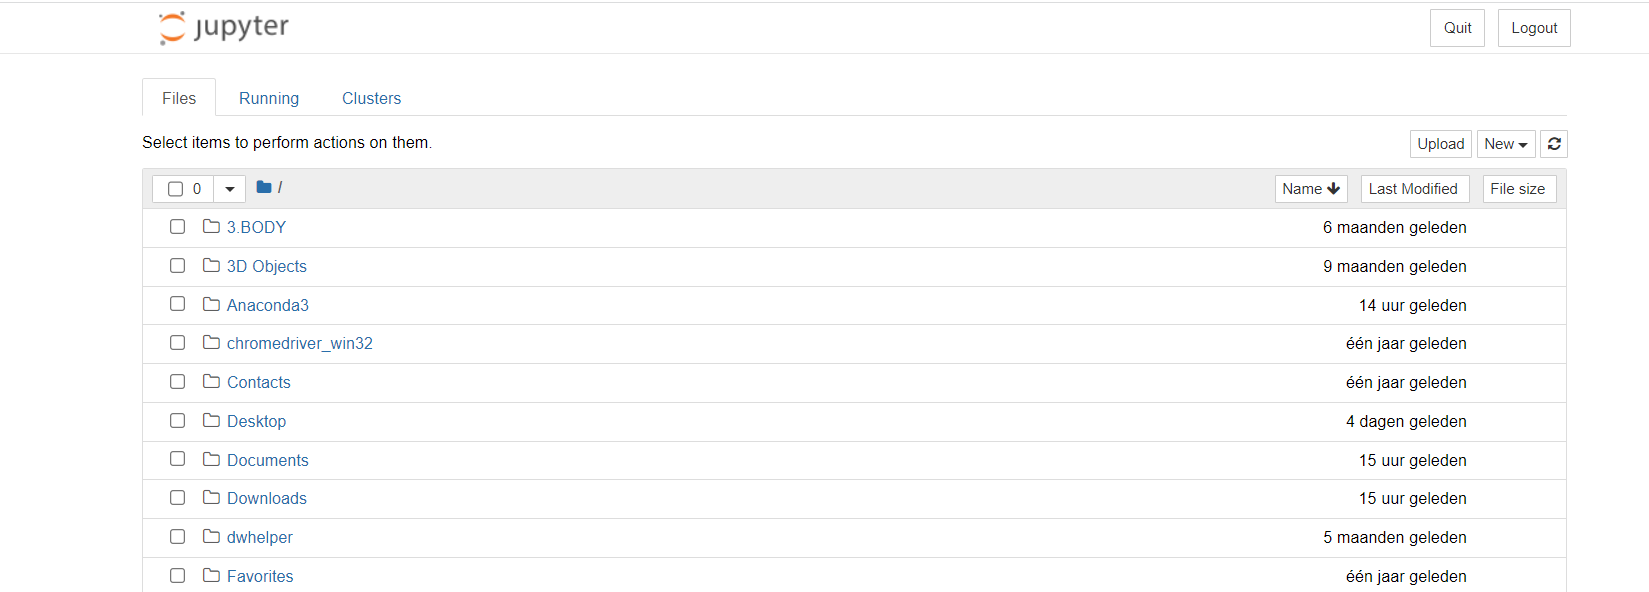 jupyter Quit Logout
Files Running Clusters
Select items to perform actions on them. Upload New
0 / Name Last Modified File size
3.BODY 6 maanden geleden
3D Objects 9 maanden geleden
Anaconda3 14 uur geleden
chromedriver_win32 één jaar geleden
Contacts één jaar geleden
Desktop 4 dagen geleden
Documents 15 uur geleden
Downloads 15 uur geleden
dwhelper 5 maanden geleden
Favorites één jaar geleden